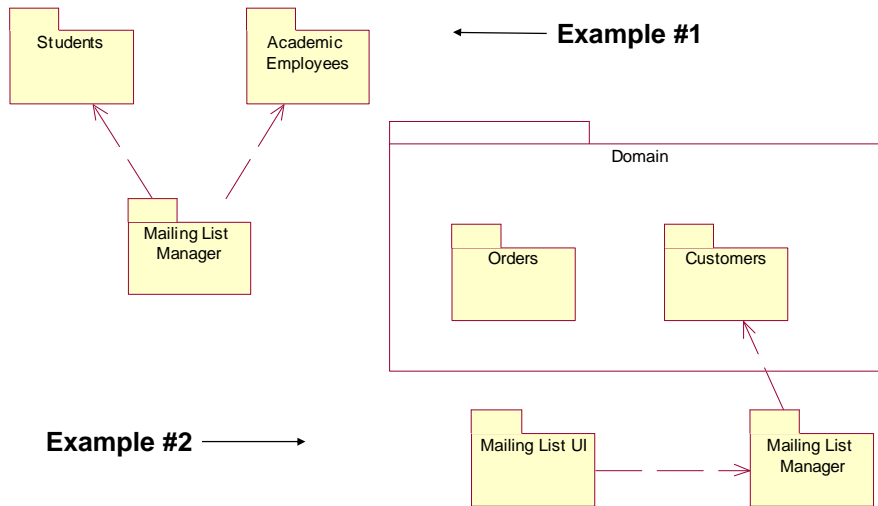 Students
Academic
Employees
Example #1
Domain
Mailing List
Manager
Orders
Customers
Example #2
Mailing List UI
Mailing List
Manager